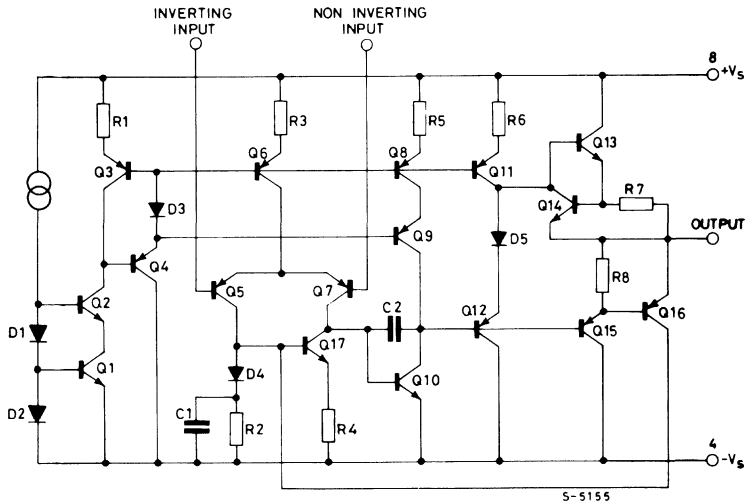 INVERTING
INPUT
NON INVERTING
INPUT
8
+Vs
R1
R3
R5
R6
Q13
Q3
Q6
Q8
Q11
R7
D3
Q14
OUTPUT
Q4
Q9
D5
Q5
Q7
R8
Q2
C2
Q12
Q16
D1
Q17
Q15
Q1
D4
Q10
D2
C1
R2
R4
4
-Vs
S-5155